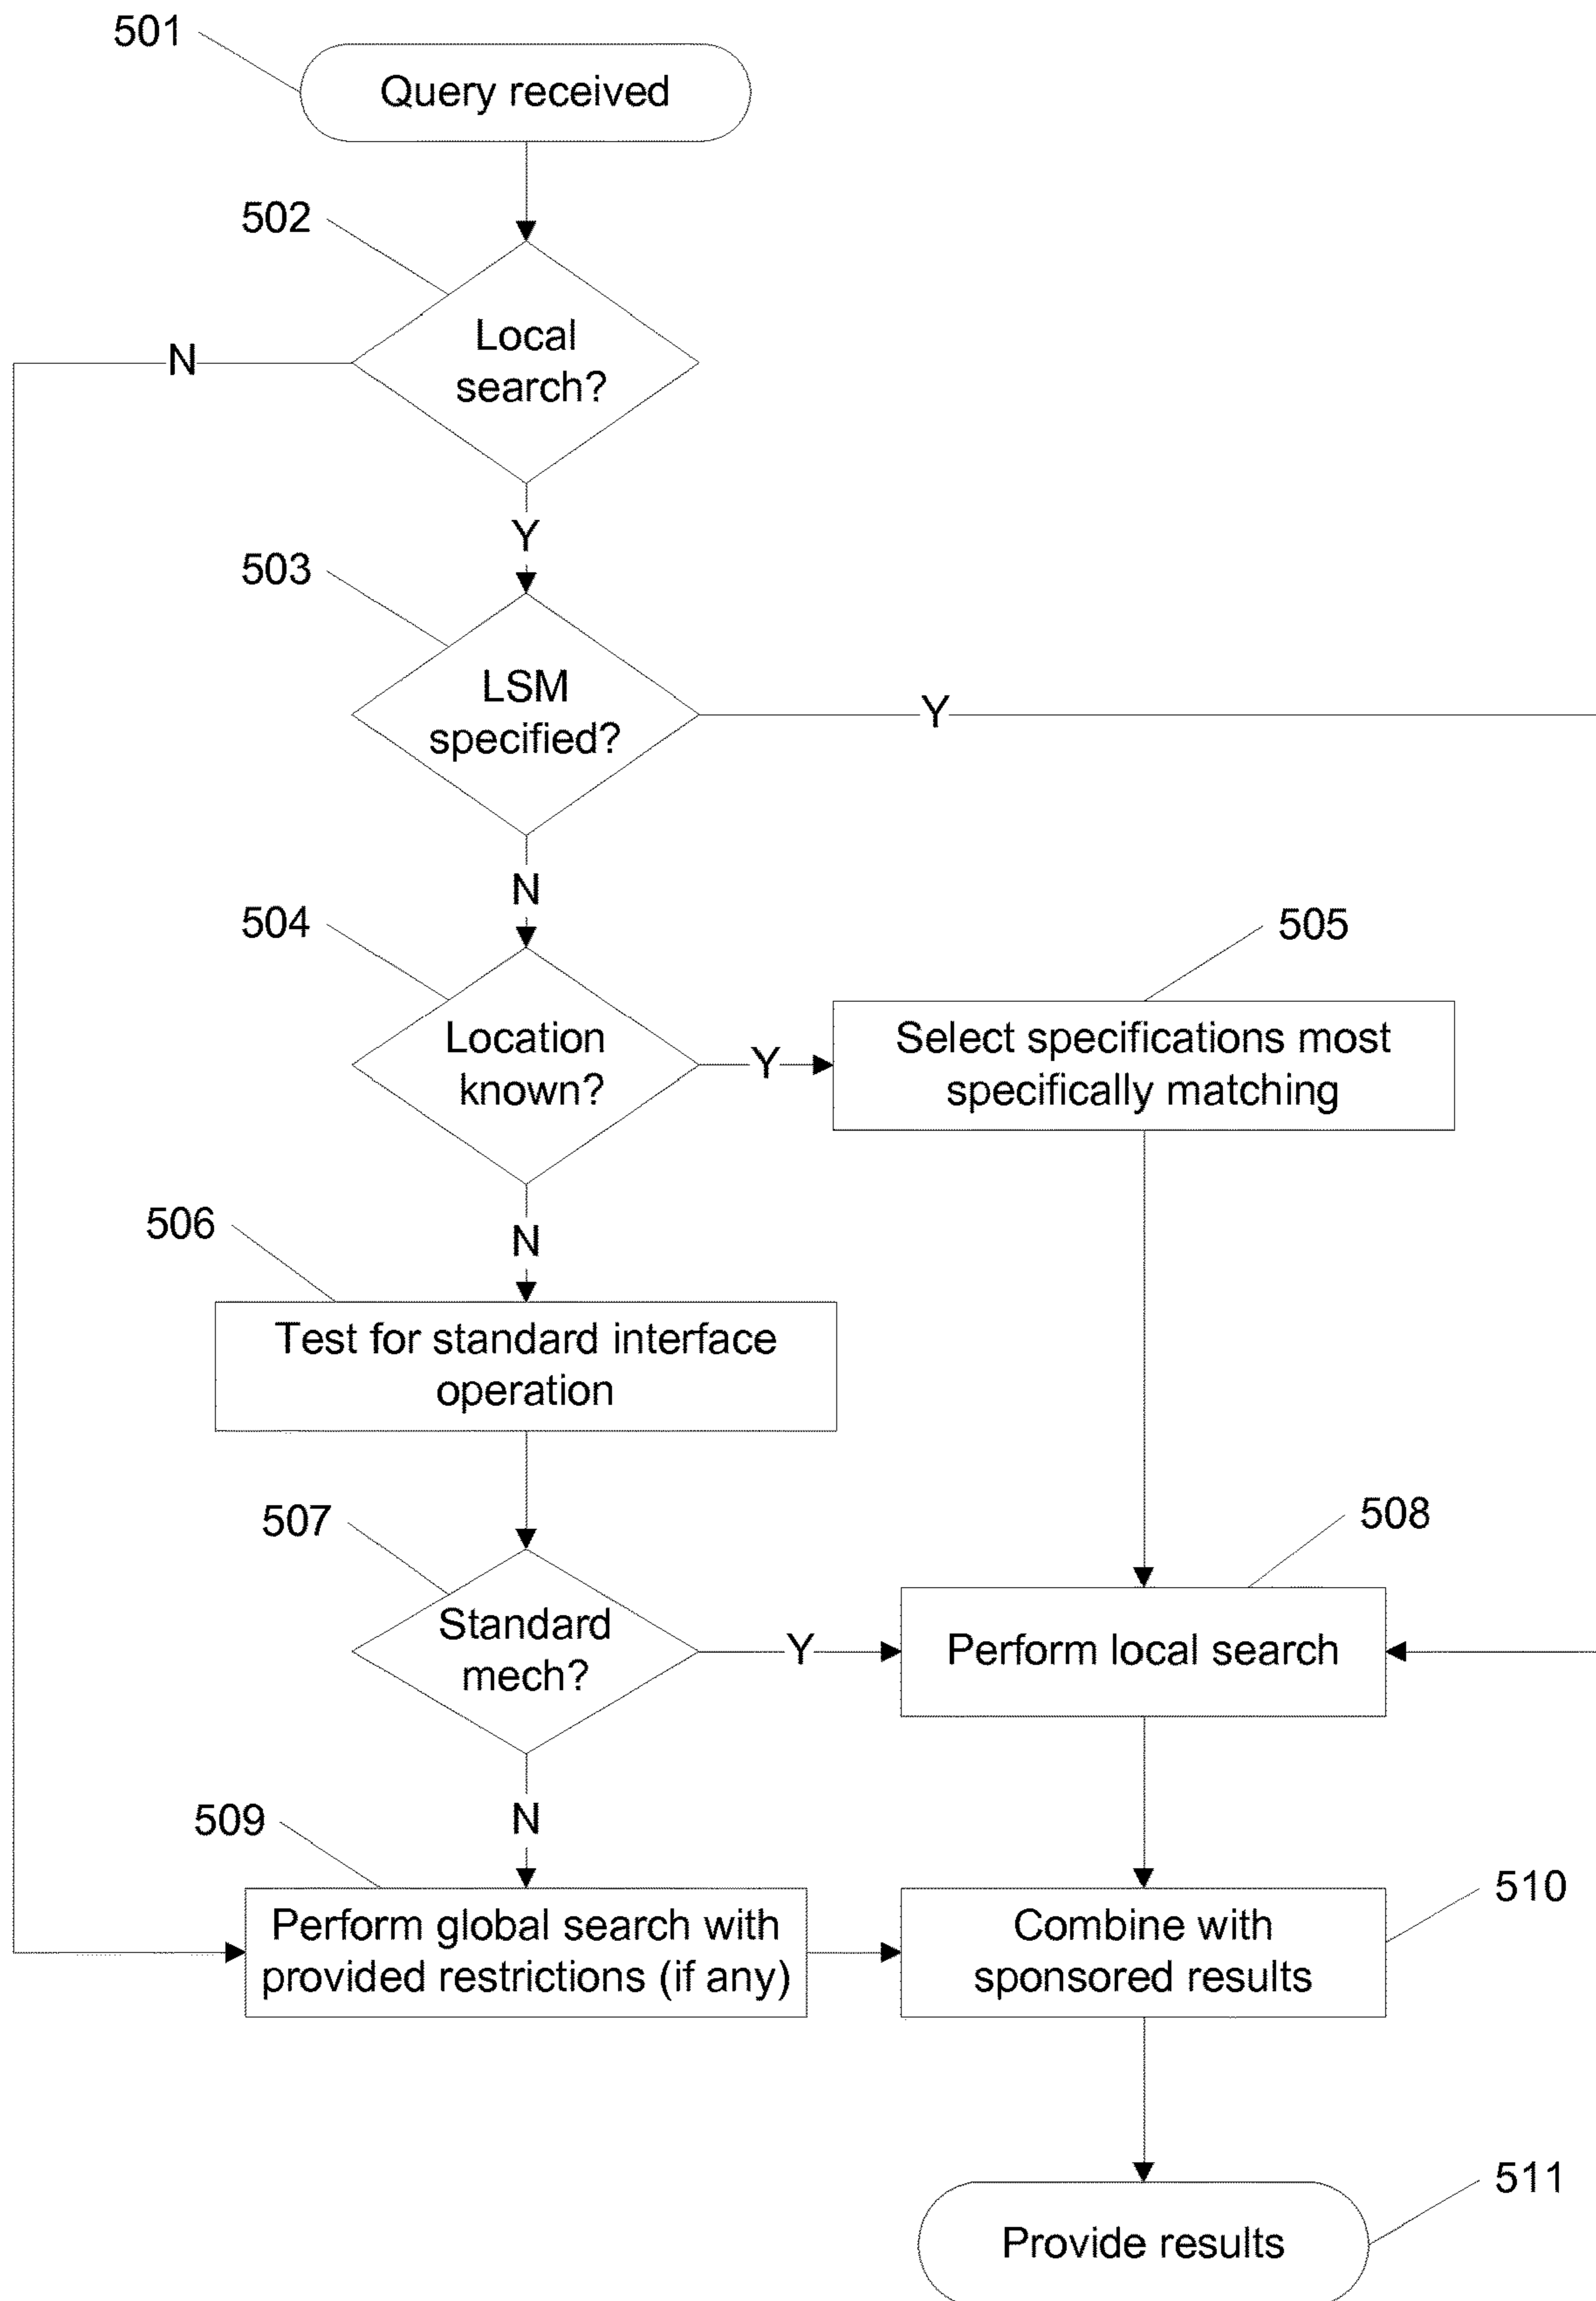 501
Query received
502
Local
search?
N
Y
503
LSM
specified?
Y
N
504
505
Location
known?
Y
Select specifications most
specifically matching
N
506
Test for standard interface
operation
507
508
Standard
mech?
Y
Perform local search
N
509
510
Perform global search with
provided restrictions (if any)
Combine with
sponsored results
511
Provide results